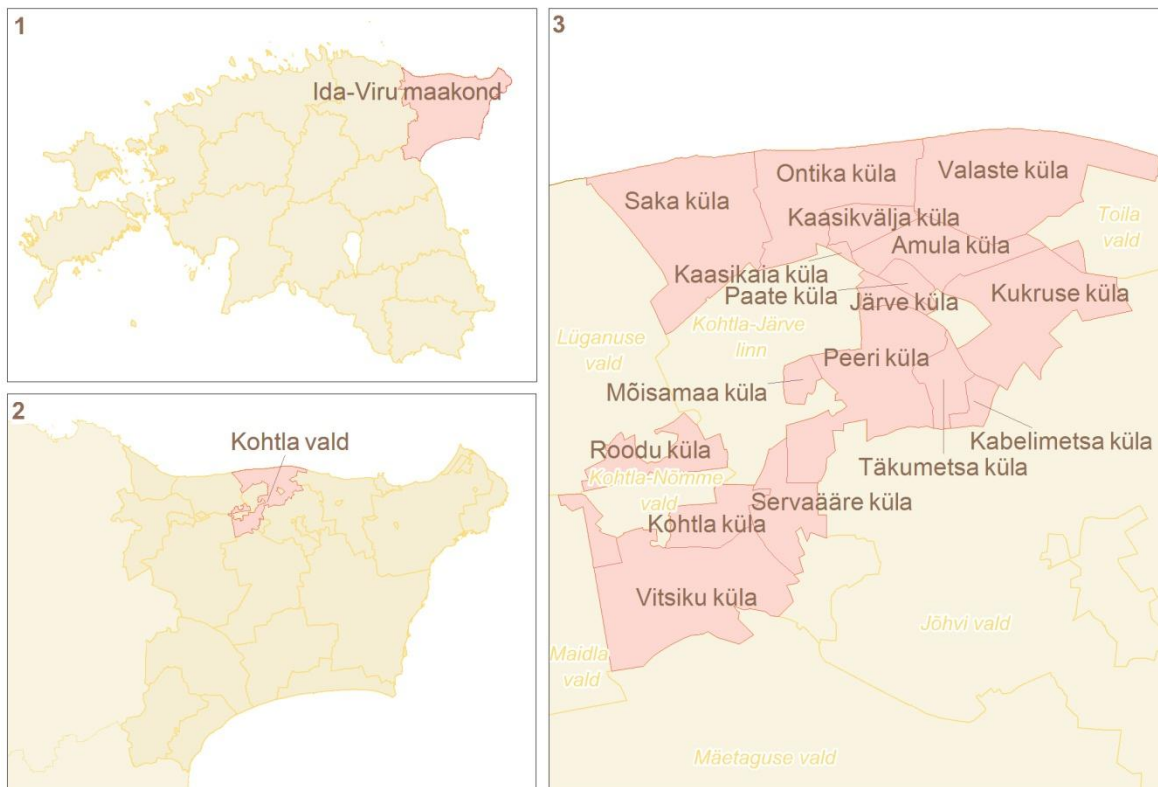 1
Ida-Viru maakond
2
Kohtla vald
3
Ontika küla
Valaste küla
Saka küla
Kaasikvälja küla
Toila
vald
Amula küla
Kaasikaia küla
Paate küla
Järve küla
Kukruse küla
Kohtla-Järve
linn
Lüganuse
vald
Peeri küla
Mõisamaa küla
Kabelimetsa küla
Roodu küla
Täkumetsa küla
Kohtla-Nõmme
vald
Servaääre küla
Kohtla küla
Vitsiku küla
Jõhvi vald
Maidla
vald
Mäetaguse vald